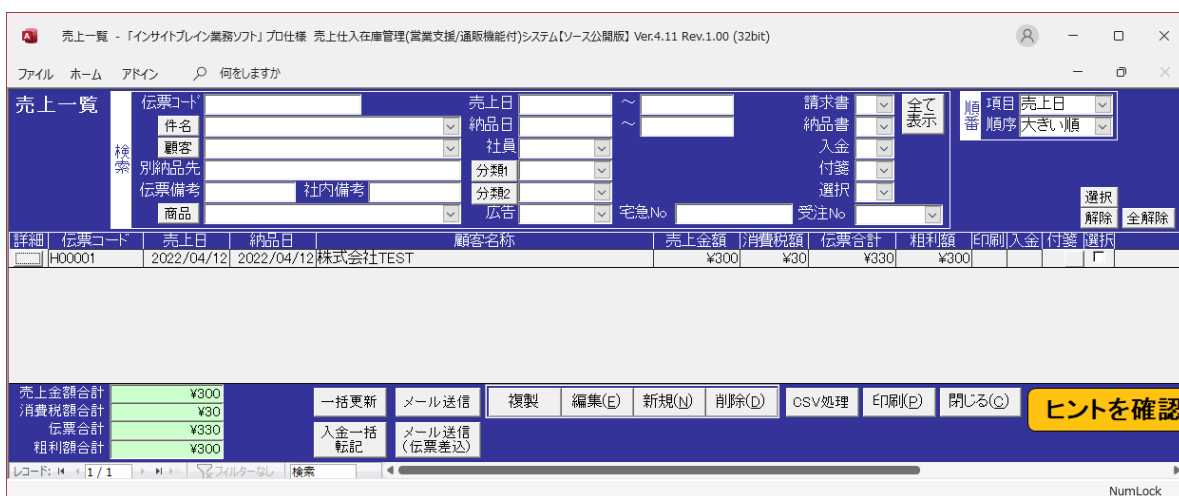 売上一覧 - 「インサイトブレイン業務ソフト」プロ仕様 売上仕入在庫管理(営業支援/通販機能付)システム【ソース公開版】 Ver.4.11 Rev.1.00 (32bit)
ファイル ホーム アドイン 何をしますか
売上一覧 伝票コード 売上日 ~ 請求書 全て表示 順番 項目 売上日
件名 納品日 ~ 納品書 順序 大きい順
検索 顧客 社員 入金
別納品先 分類1 付箋
伝票備考 社内備考 分類2 選択 選択解除 全解除
商品 広告 宅急No 受注No
詳細 伝票コード 売上日 納品日 顧客名称 売上金額 消費税額 伝票合計 粗利額 印刷 入金 付箋 選択
H00001 2022/04/12 2022/04/12 株式会社TEST ¥300 ¥30 ¥330 ¥300
売上金額合計 ¥300
消費税額合計 ¥30
伝票合計 ¥330
粗利額合計 ¥300
一括更新 メール送信 複製 編集(E) 新規(N) 削除(D) CSV処理 印刷(P) 閉じる(C) ヒントを確認
入金一括転記 メール送信(伝票差込)
レコード: 1 / 1 フィルターなし 検索
NumLock